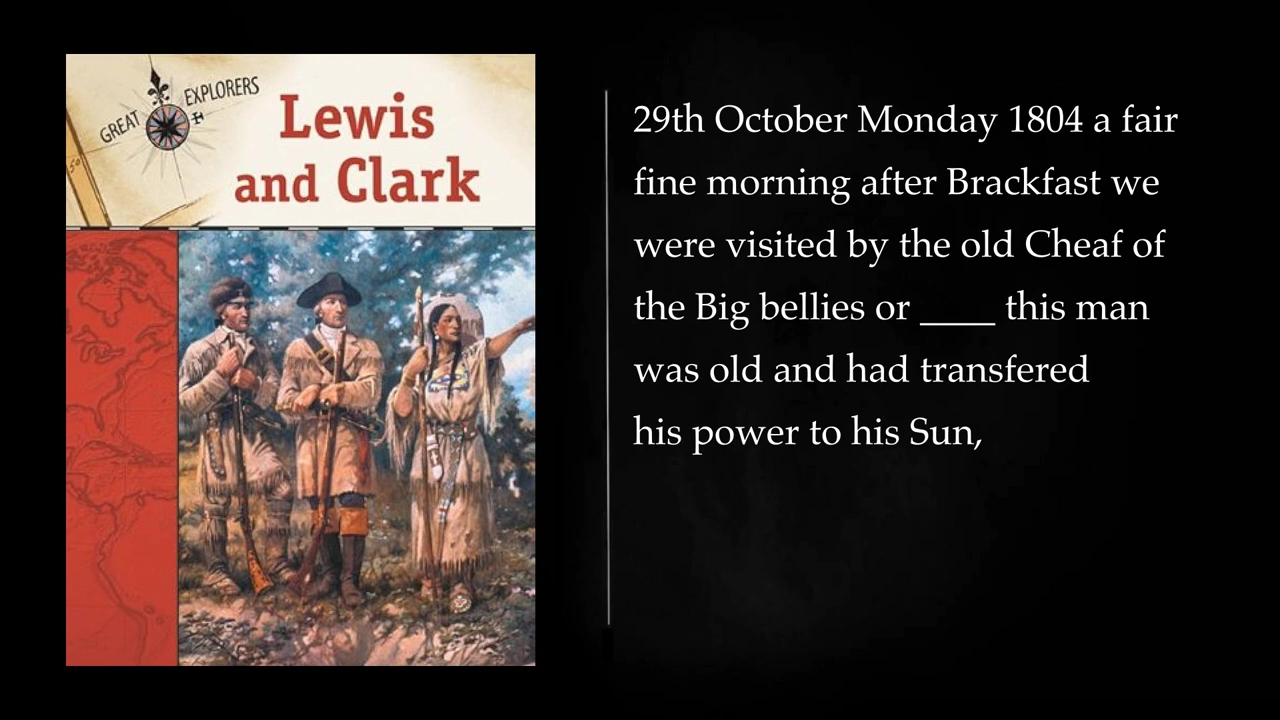 GREAT EXPLORERS
Lewis
and Clark
50
29th October Monday 1804 a fair
fine morning after Brackfast we
were visited by the old Cheaf of
the Big bellies or ____ this man
was old and had transfered
his power to his Sun,